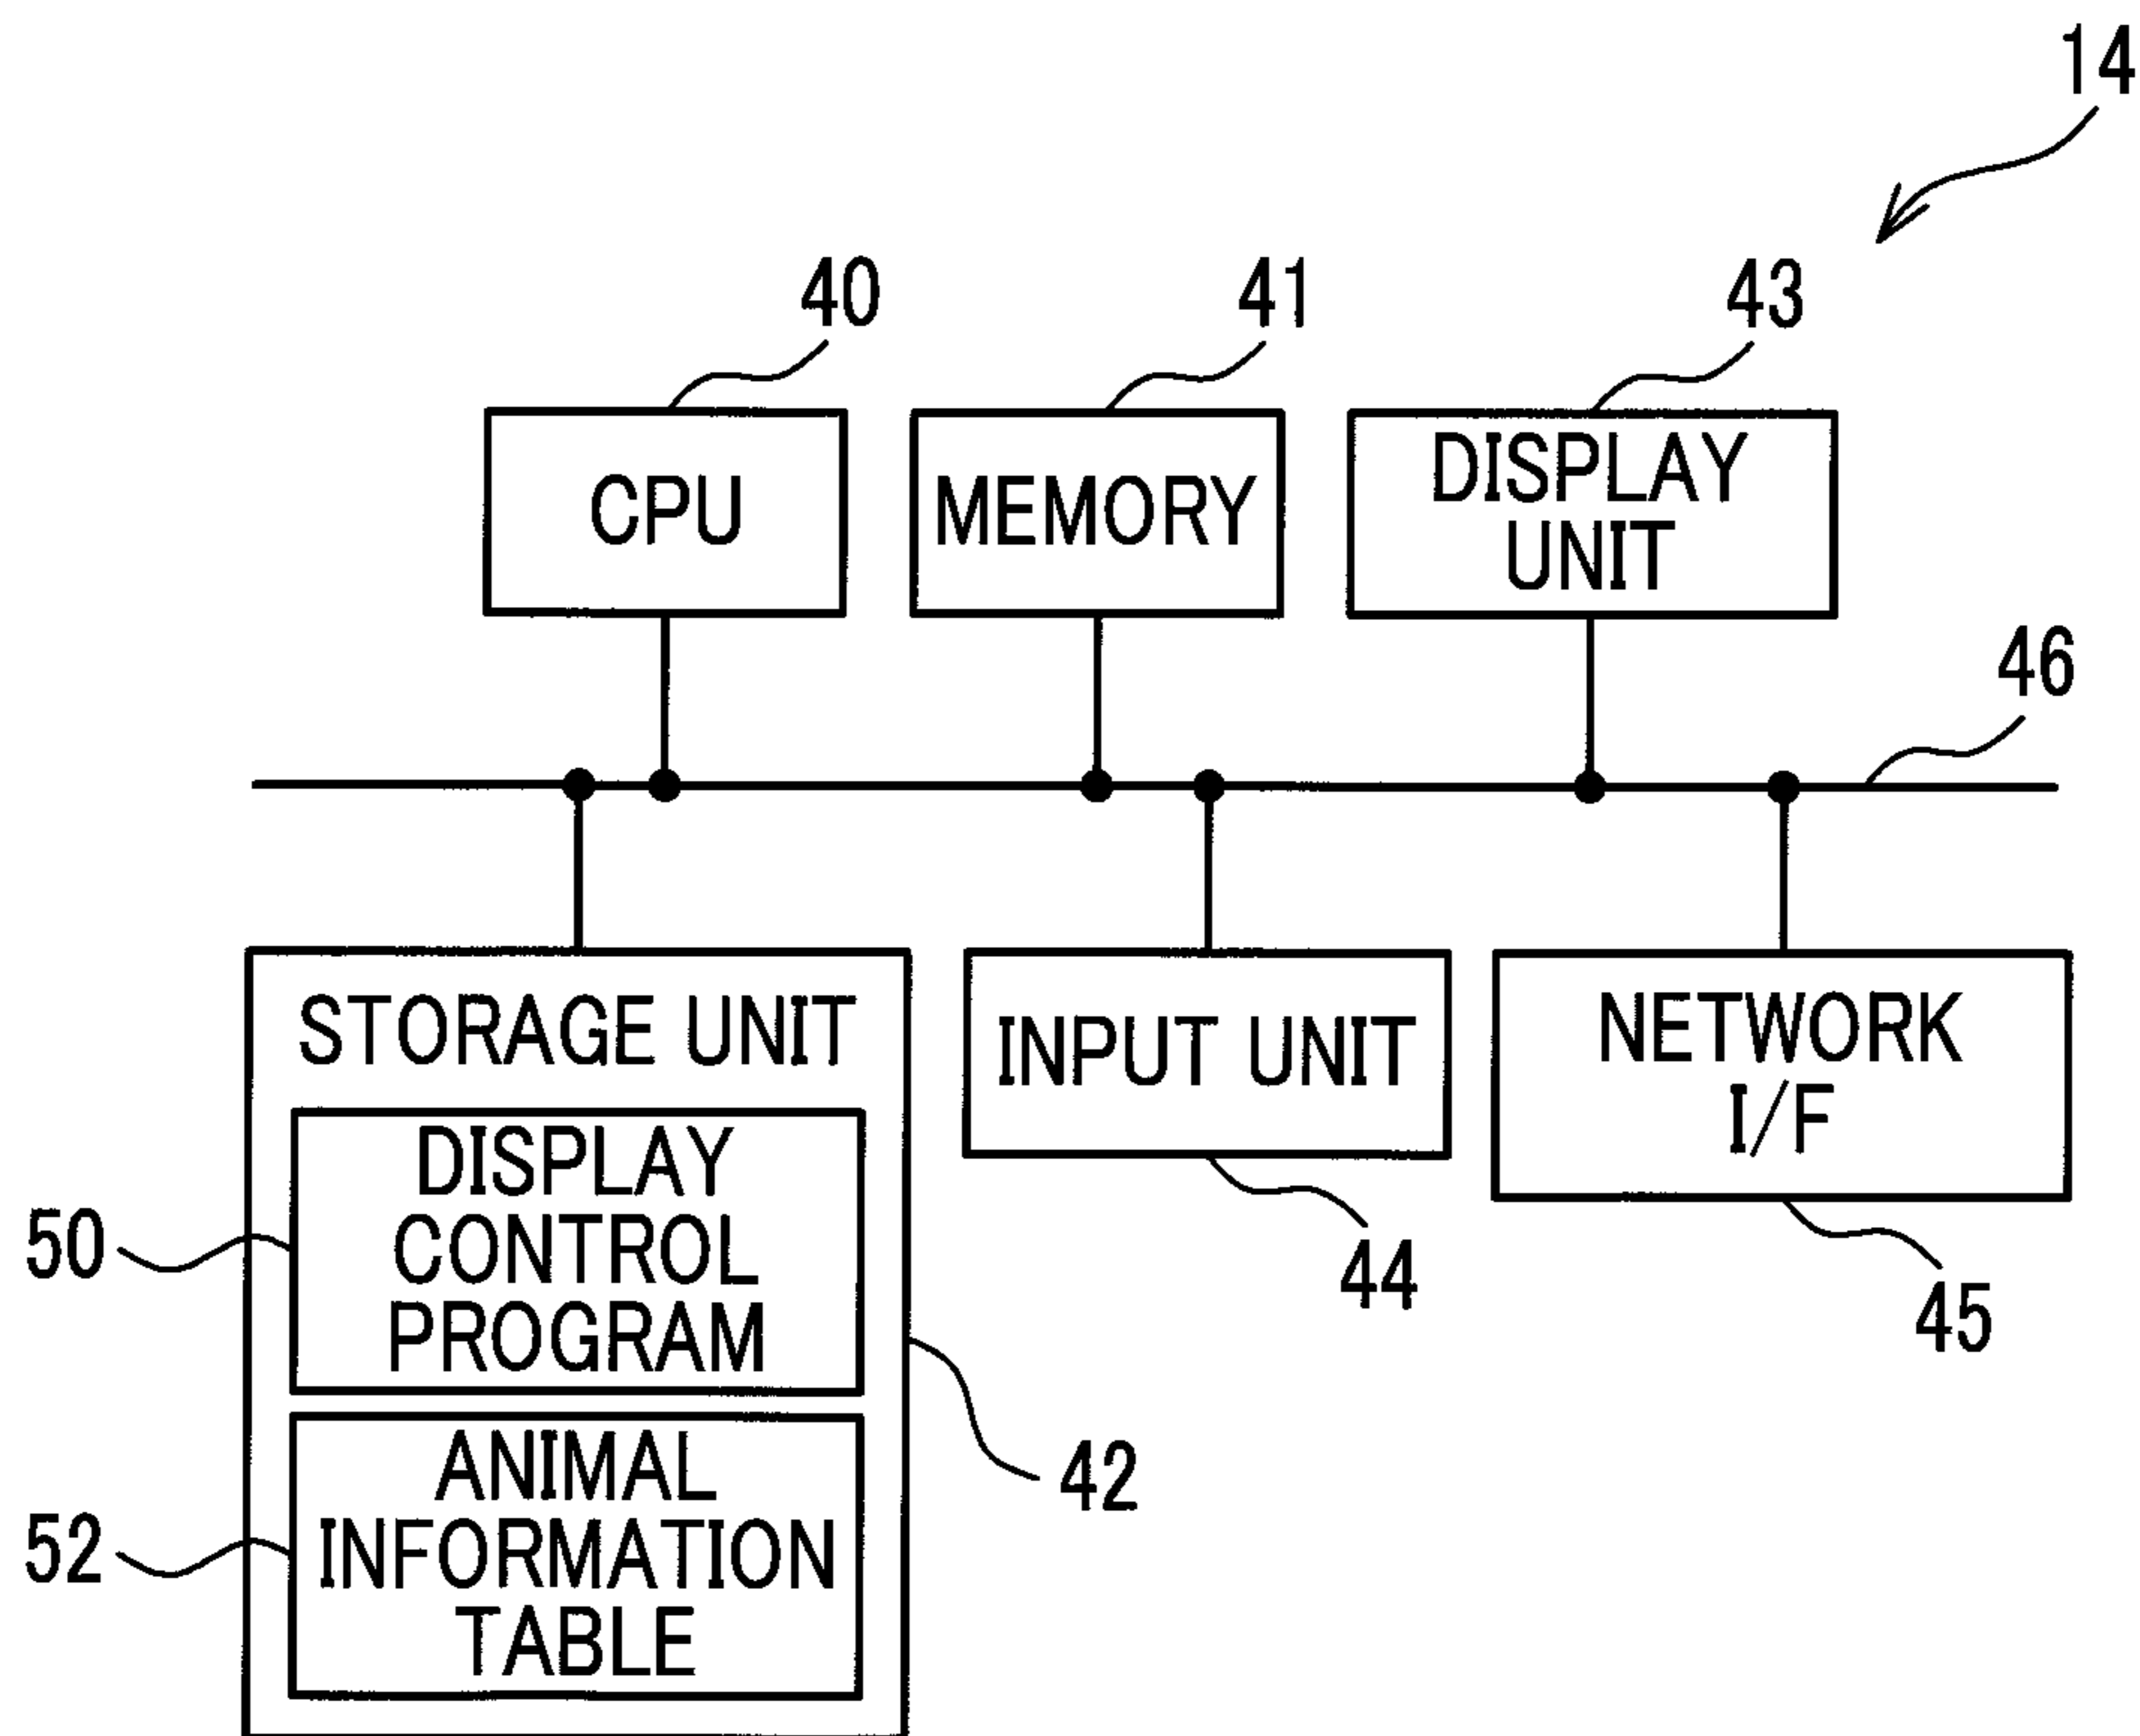 14
40
41
43
CPU
MEMORY
DISPLAY
UNIT
46
STORAGE UNIT
INPUT UNIT
NETWORK
I/F
DISPLAY
CONTROL
PROGRAM
50
44
45
42
ANIMAL
INFORMATION
TABLE
52